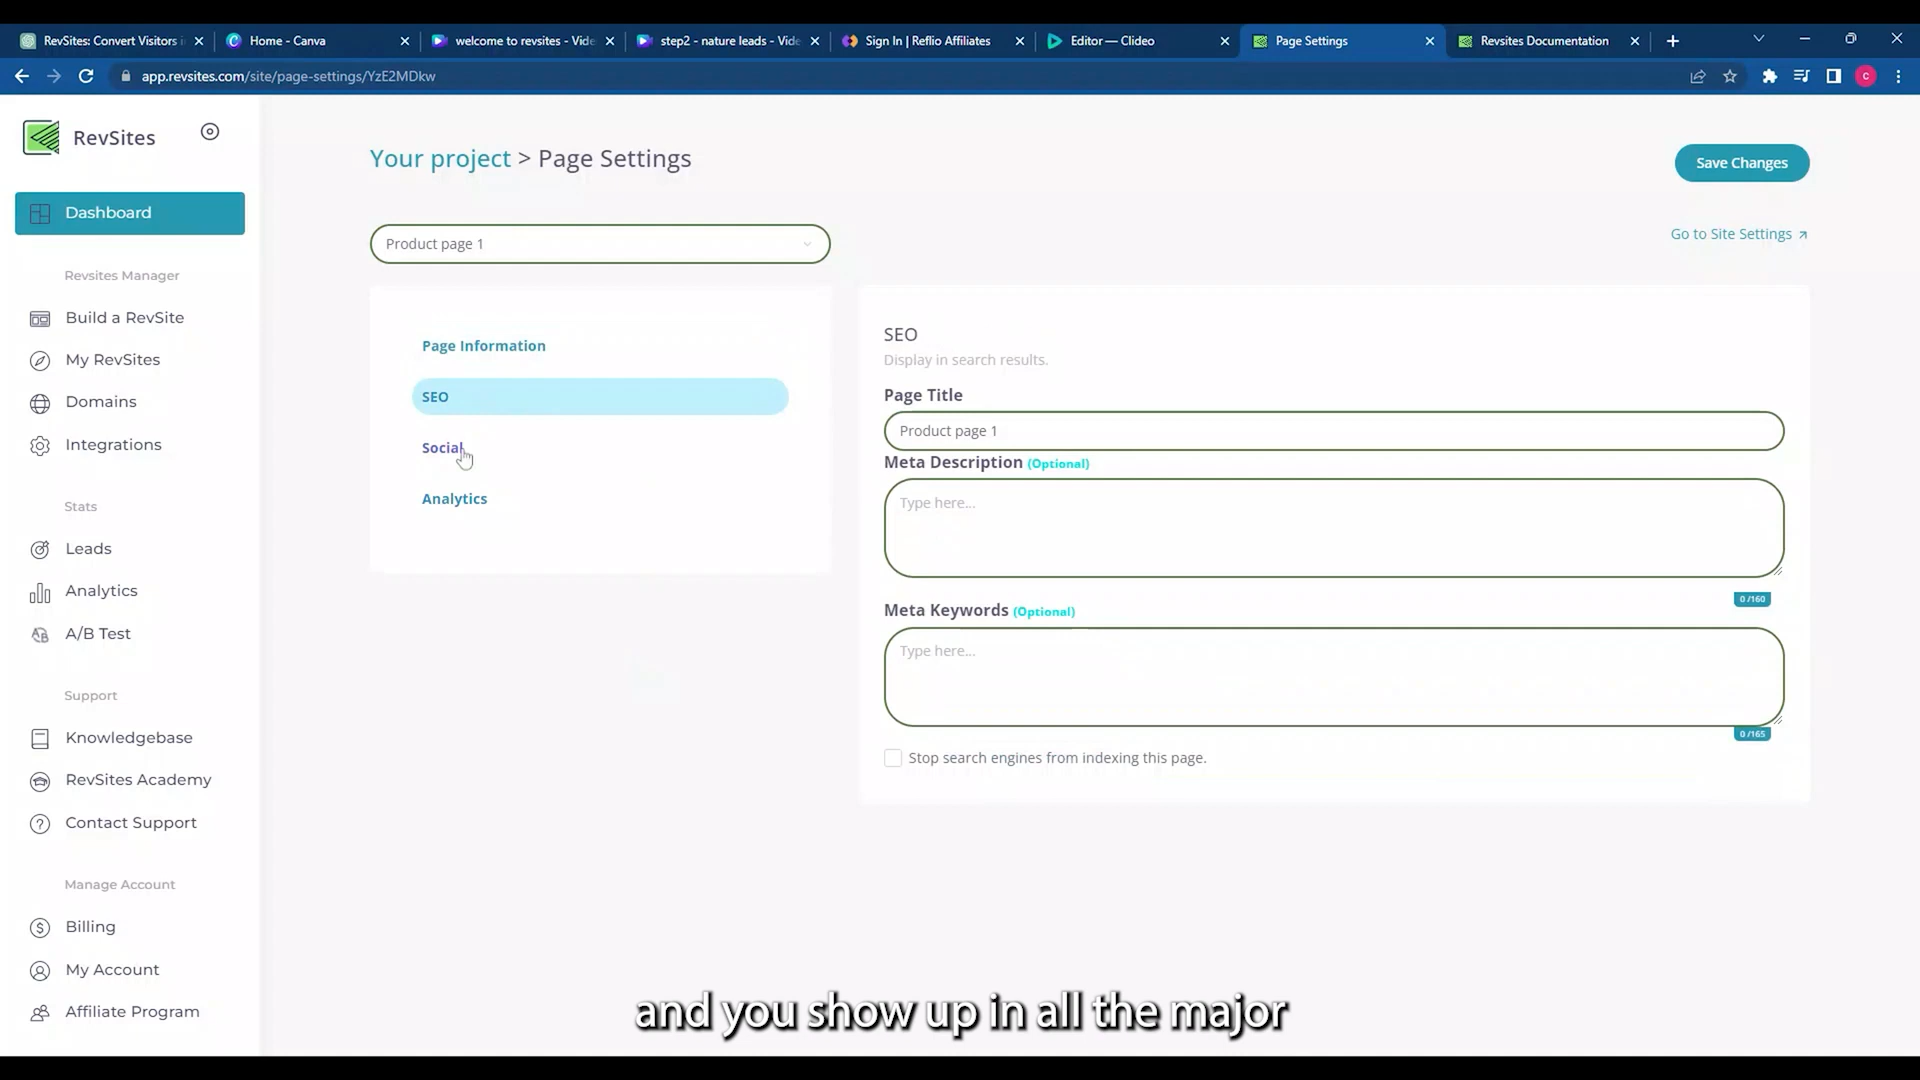 RevSites: Convert Visitors i
Home - Canva
welcome to revsites - Vide
step2 - nature leads - Vide
Sign In | Reflio Affiliates
Editor — Clideo
Page Settings
Revsites Documentation
app.revsites.com/site/page-settings/YzE2MDkw
C
RevSites
Your project > Page Settings
Save Changes
Dashboard
Product page 1
Go to Site Settings
Revsites Manager
Build a RevSite
My RevSites
Domains
Integrations
Page Information
SEO
Social
Analytics
SEO
Display in search results.
Page Title
Product page 1
Meta Description (Optional)
Type here...
0 /160
Meta Keywords (Optional)
Type here...
0 /165
Stop search engines from indexing this page.
Stats
Leads
Analytics
A/B Test
Support
Knowledgebase
RevSites Academy
Contact Support
Manage Account
Billing
My Account
Affiliate Program
and you show up in all the major